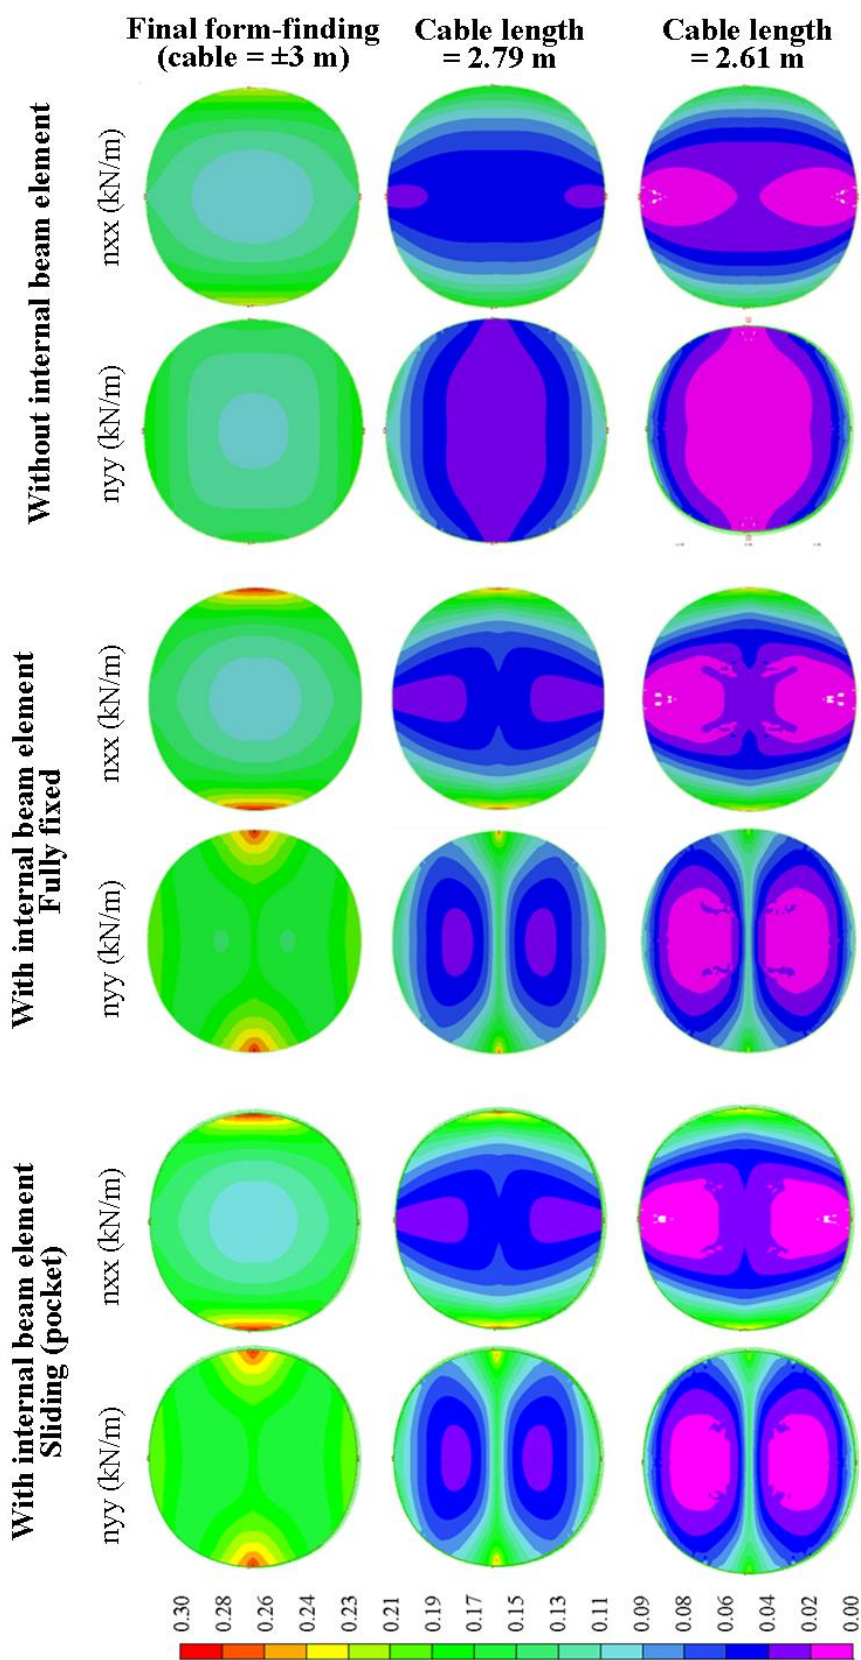 Final form-finding
(cable = ±3 m)
Cable length
= 2.79 m
Cable length
= 2.61 m
Without internal beam element
nxx (kN/m)
nyy (kN/m)
With internal beam element
Fully fixed
nxx (kN/m)
nyy (kN/m)
With internal beam element
Sliding (pocket)
nxx (kN/m)
nyy (kN/m)
0.30
0.28
0.26
0.24
0.23
0.21
0.19
0.17
0.15
0.13
0.11
0.09
0.08
0.06
0.04
0.02
0.00